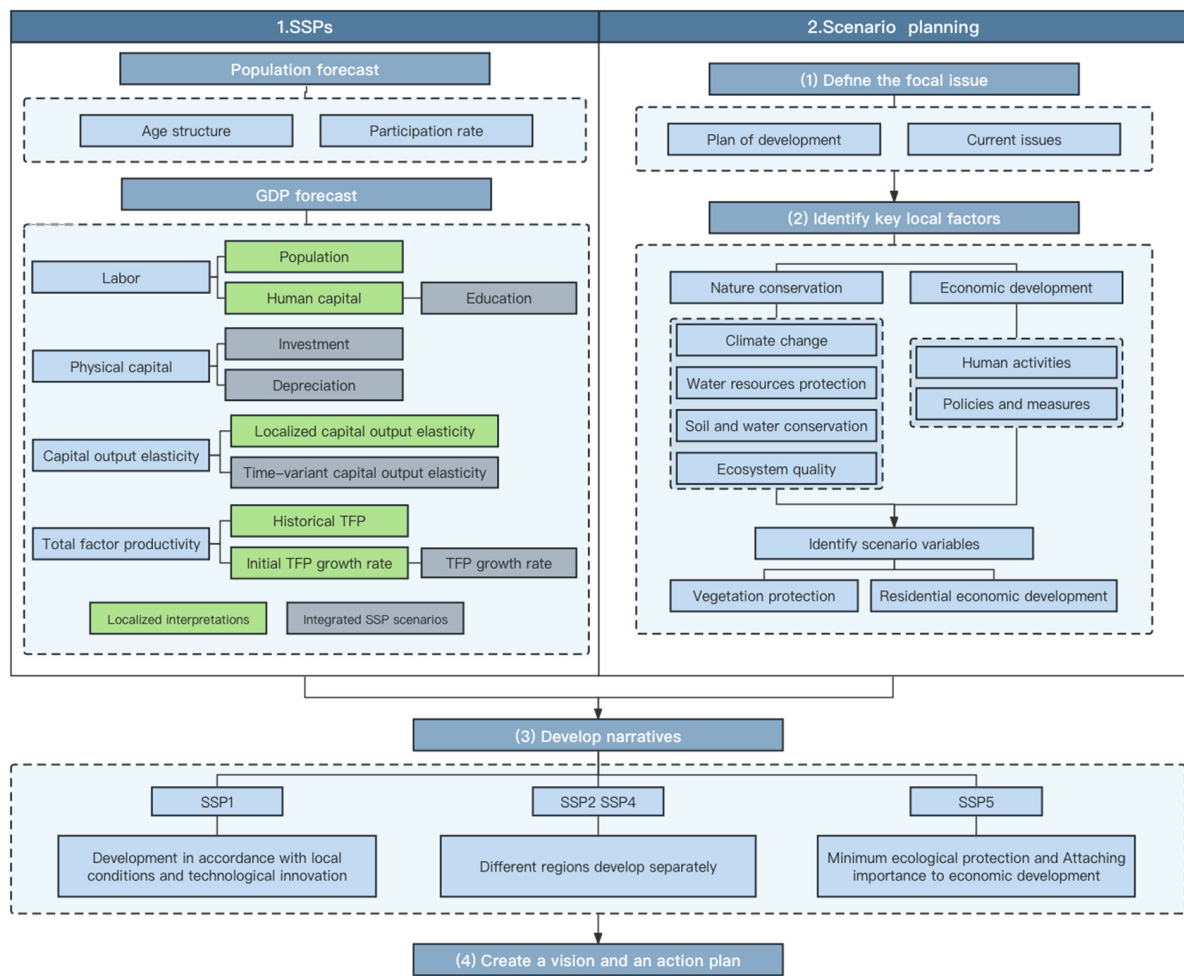 1.SSPs
Population forecast
Age structure
Participation rate
GDP forecast
Labor
Population
Human capital
Education
Physical capital
Investment
Depreciation
Capital output elasticity
Localized capital output elasticity
Time-variant capital output elasticity
Total factor productivity
Historical TFP
Initial TFP growth rate
TFP growth rate
Localized interpretations
Integrated SSP scenarios
2.Scenario planning
(1) Define the focal issue
Plan of development
Current issues
(2) Identify key local factors
Nature conservation
Economic development
Climate change
Water resources protection
Soil and water conservation
Ecosystem quality
Human activities
Policies and measures
Identify scenario variables
Vegetation protection
Residential economic development
(3) Develop narratives
SSP1
Development in accordance with local
conditions and technological innovation
SSP2 SSP4
Different regions develop separately
SSP5
Minimum ecological protection and Attaching
importance to economic development
(4) Create a vision and an action plan